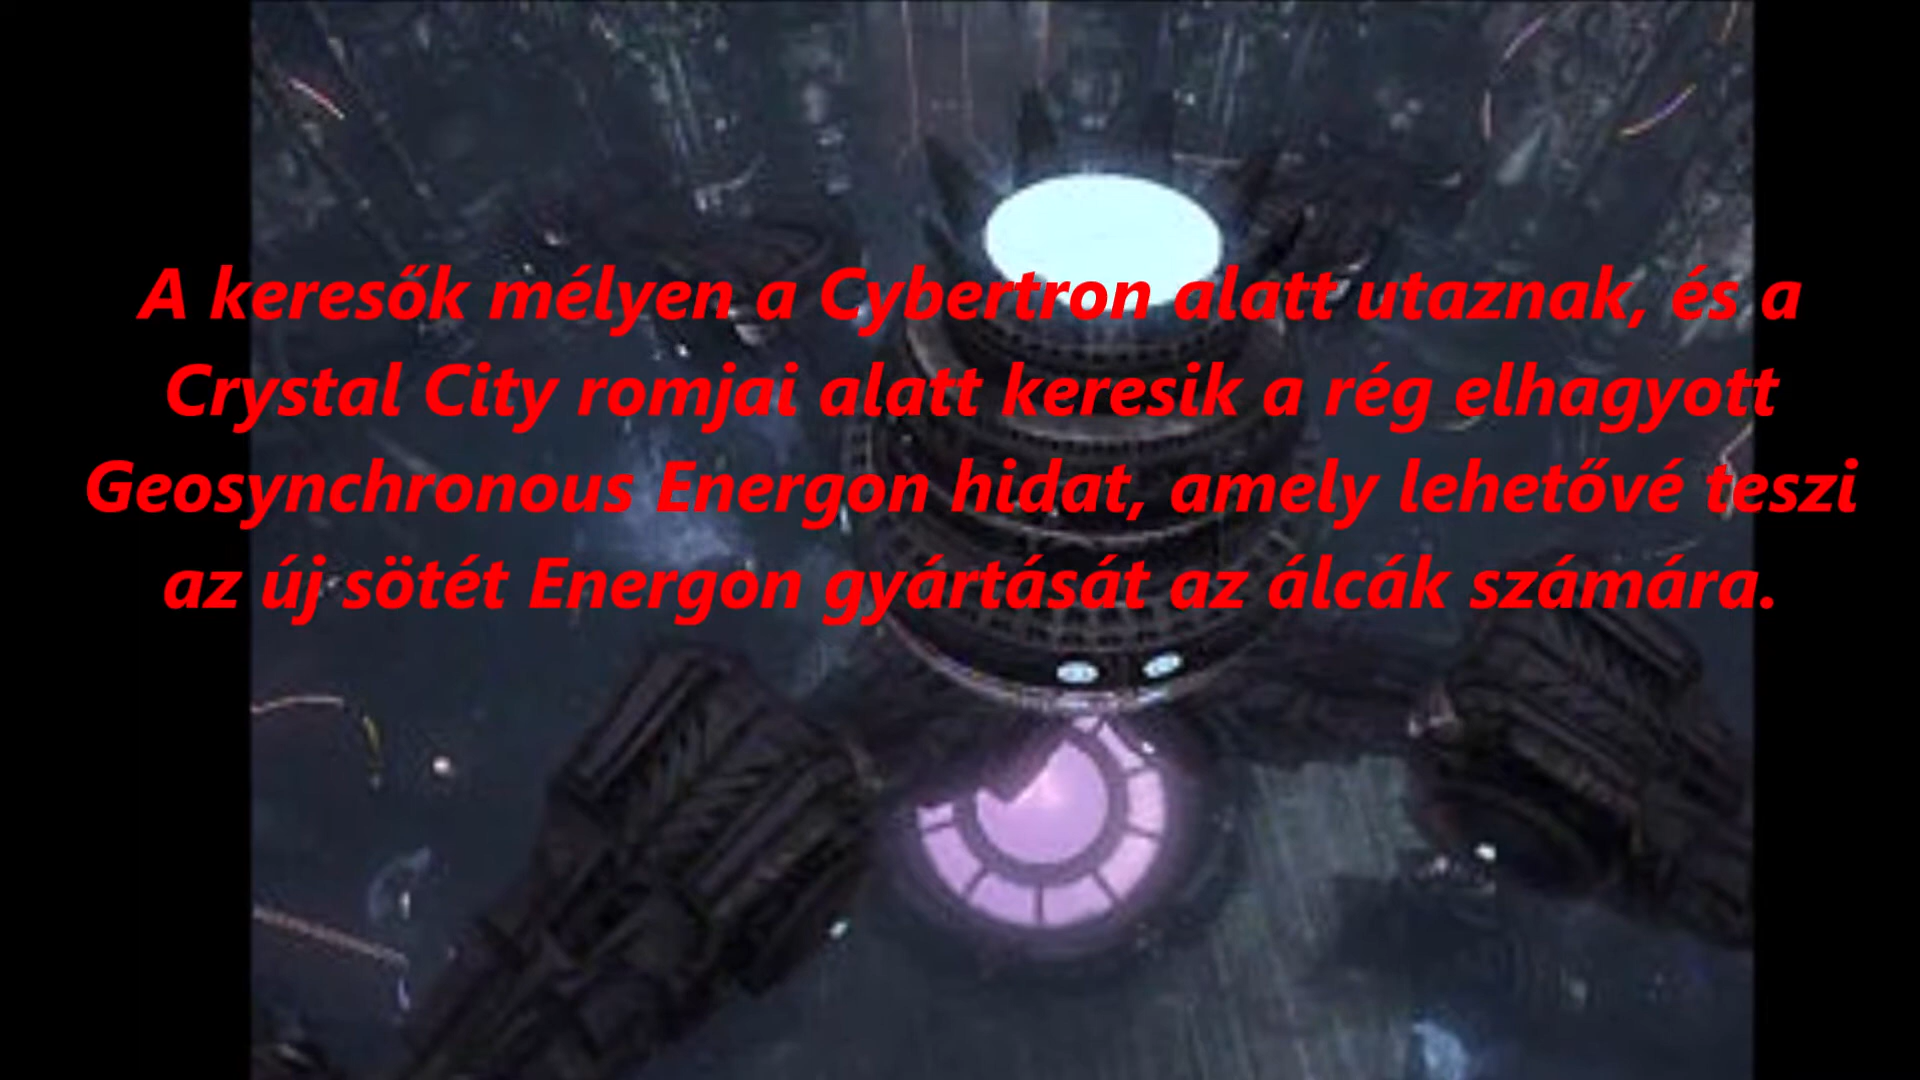 A keresők mélyen a Cybertron alatt utaznak, és a
Crystal City romjai alatt keresik a rég elhagyott
Geosynchronous Energon hidat, amely lehetővé teszi
az új sötét Energon gyártását az álcák számára.